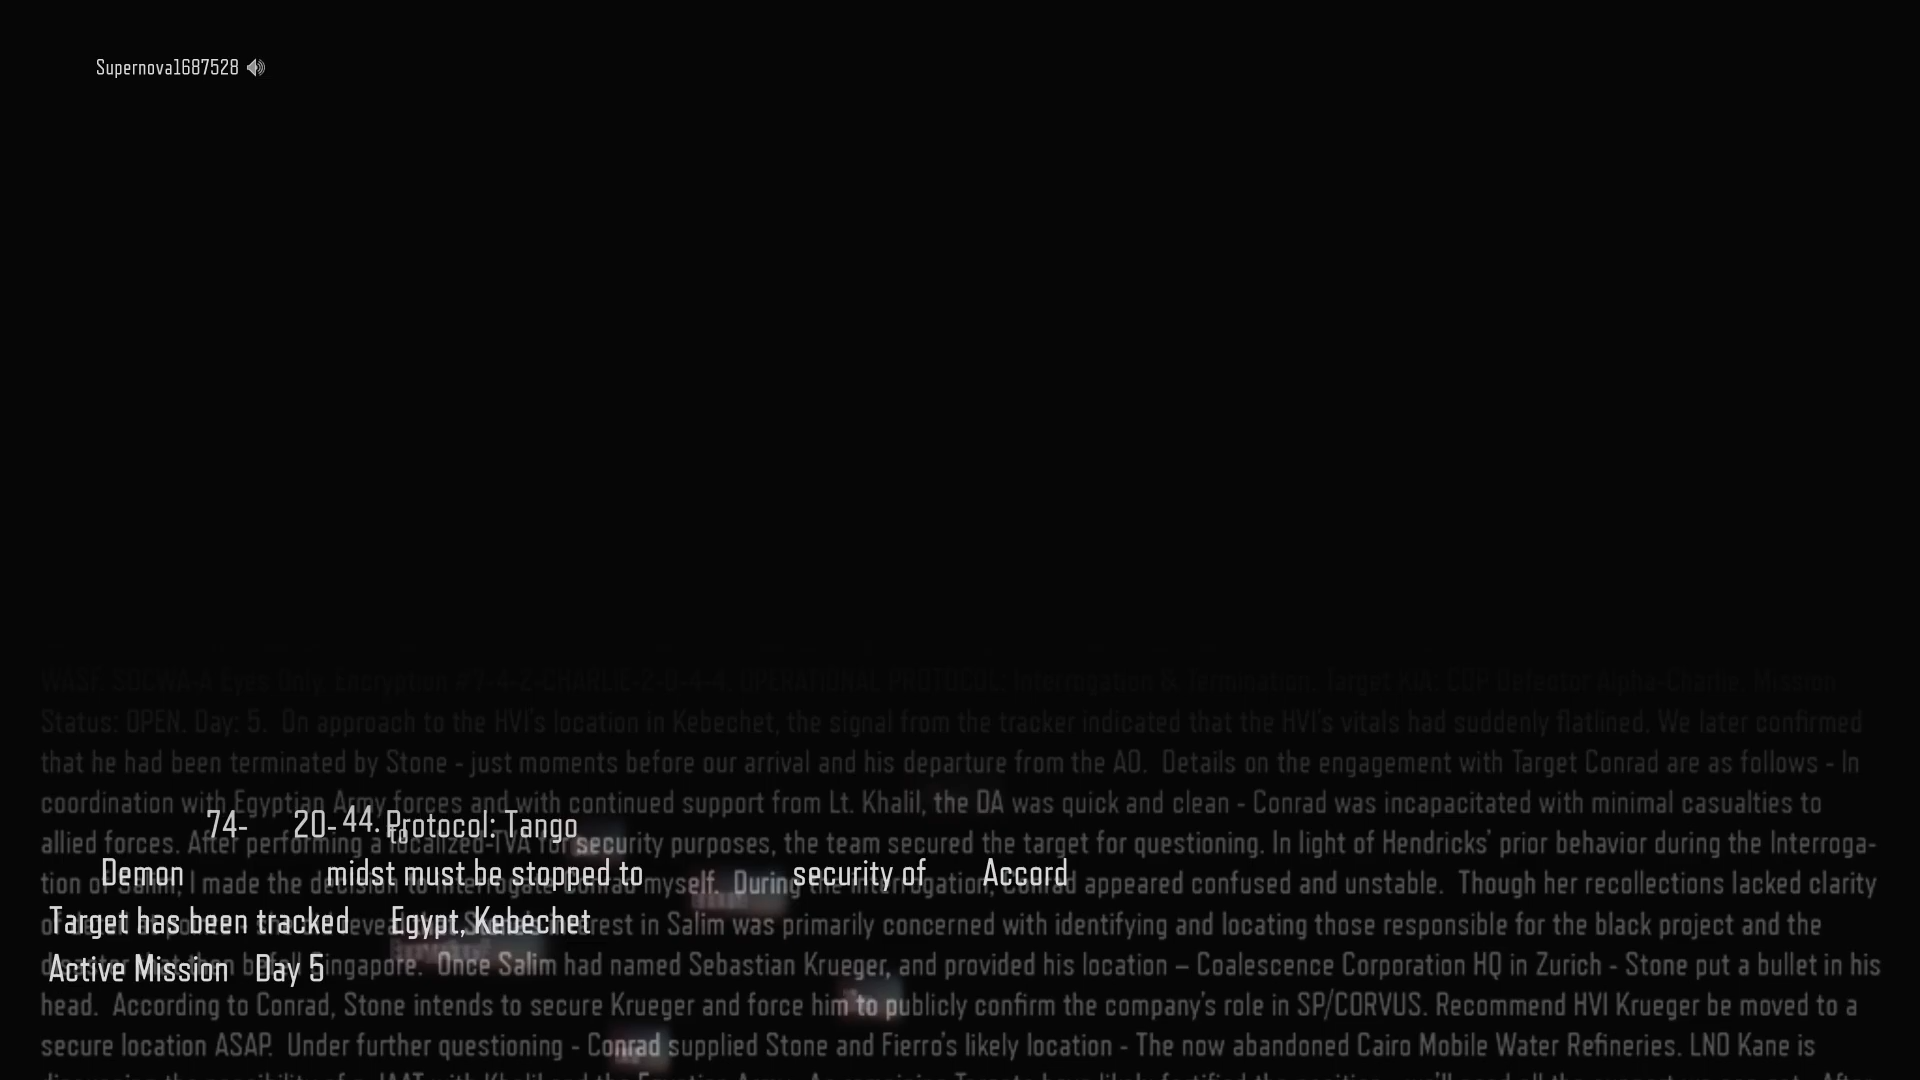 Supernova1687528
WASF. SOCWA-A Eyes Only, Encryption #7-4-2-CHARLIE-2-0-4-4. OPERATIONAL PROTOCOL: Interrogation & Termination. Target KIA: CDP Defector Alpha-Charlie. Mission
Status: OPEN. Day: 5. On approach to the HVI's location in Kebechet, the signal from the tracker indicated that the HVI's vitals had suddenly flatlined. We later confirmed
that he had been terminated by Stone - just moments before our arrival and his departure from the AO. Details on the engagement with Target Conrad are as follows - In
coordination with Egyptian Army forces and with continued support from Lt. Khalil, the DA was quick and clean - Conrad was incapacitated with minimal casualties to
74- 20-44. Protocol: Tango
to
allied forces. After performing a localized-TVA for security purposes, the team secured the target for questioning. In light of Hendricks' prior behavior during the Interroga-
Demon midst must be stopped to security of Accord
tion of Salim, I made the decision to interrogate Conrad myself. During the interrogation, Conrad appeared confused and unstable. Though her recollections lacked clarity
Target has been tracked Egypt, Kebechet
interest in Salim was primarily concerned with identifying and locating those responsible for the black project and the
Active Mission Day 5
Singapore. Once Salim had named Sebastian Krueger, and provided his location – Coalescence Corporation HQ in Zurich - Stone put a bullet in his
head. According to Conrad, Stone intends to secure Krueger and force him to publicly confirm the company's role in SP/CORVUS. Recommend HVI Krueger be moved to a
secure location ASAP. Under further questioning - Conrad supplied Stone and Fierro's likely location - The now abandoned Cairo Mobile Water Refineries. LNO Kane is